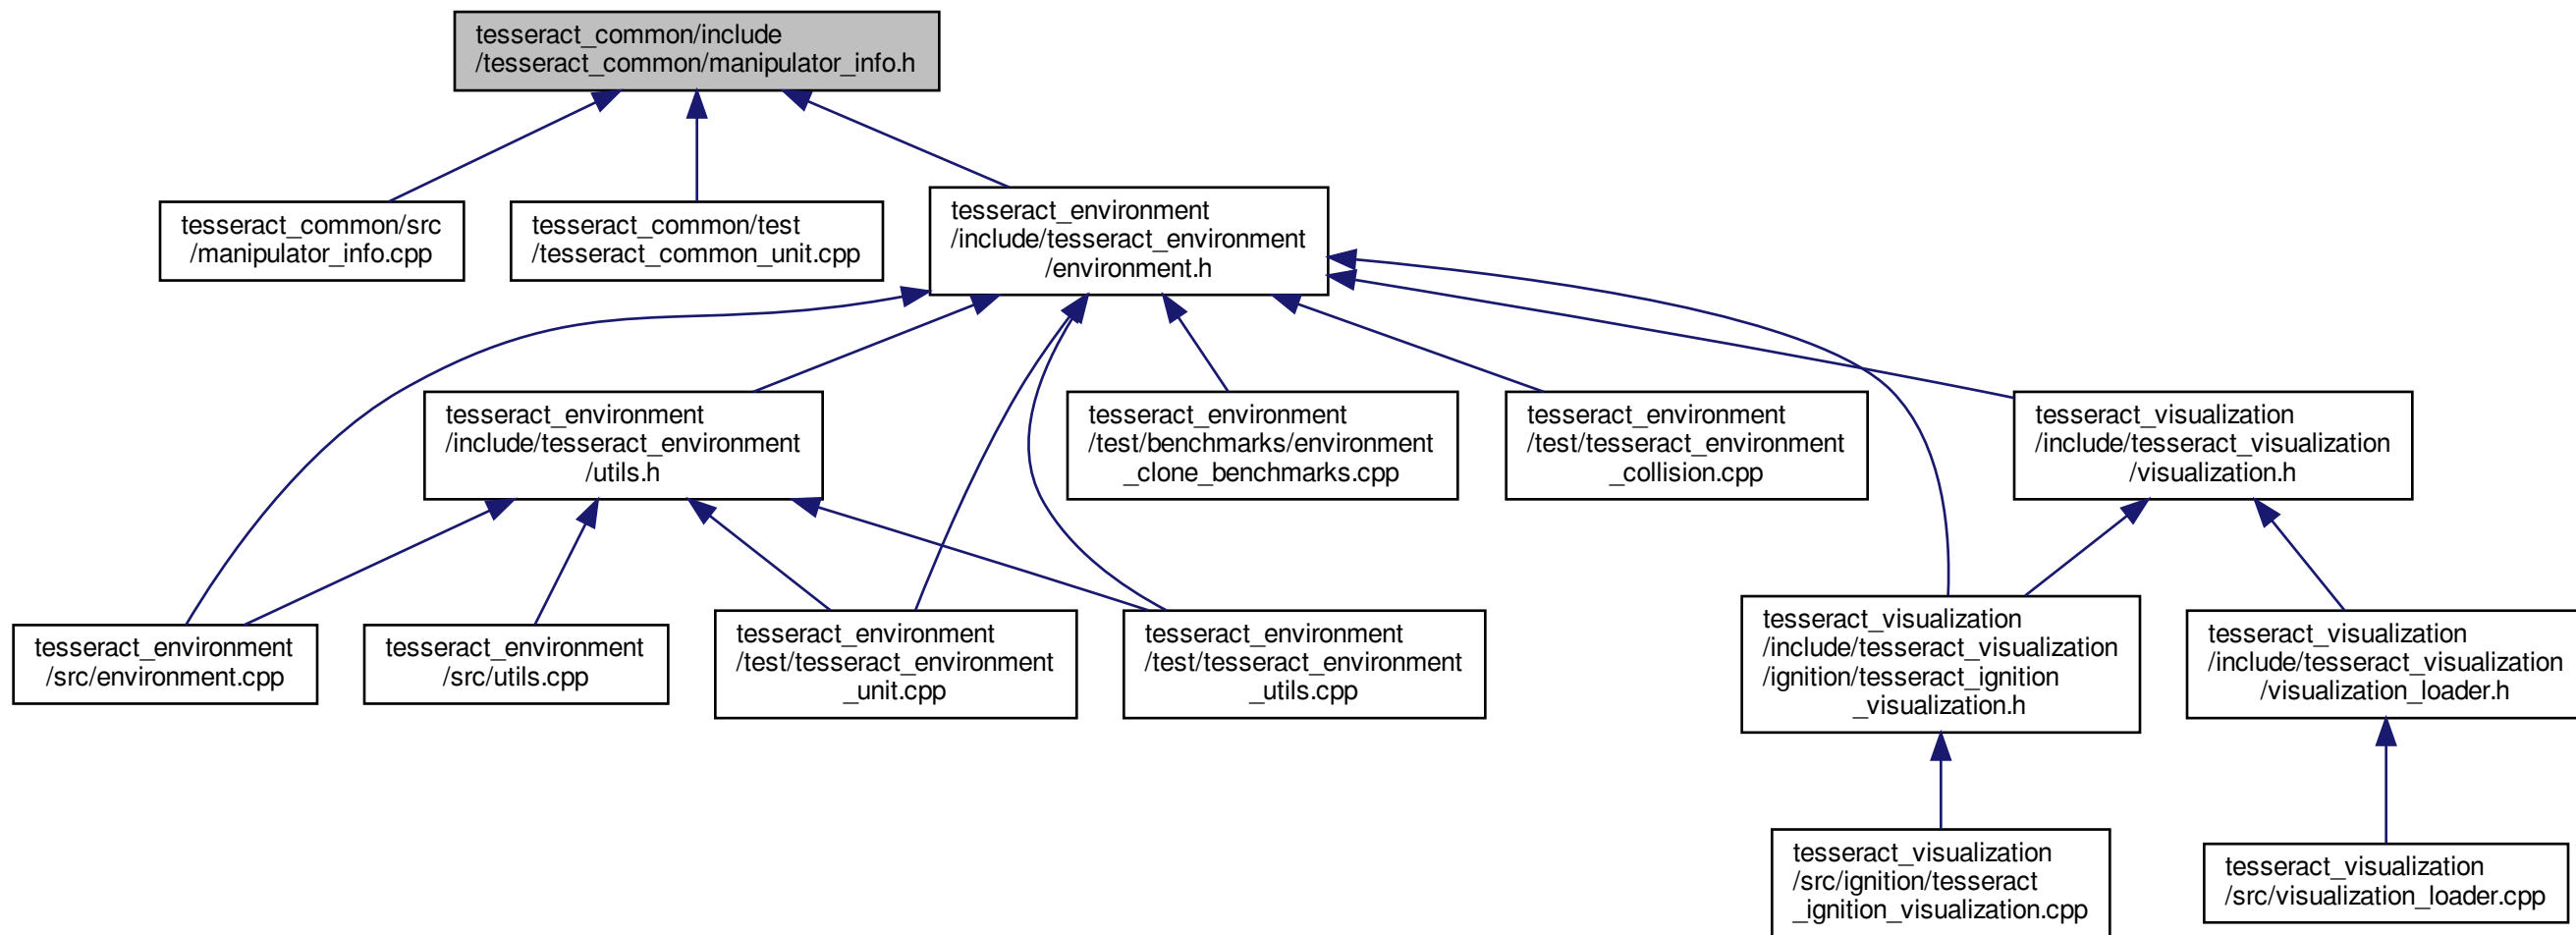 tesseract_common/include
/tesseract_common/manipulator_info.h
tesseract_common/src
/manipulator_info.cpp
tesseract_common/test
/tesseract_common_unit.cpp
tesseract_environment
/include/tesseract_environment
/environment.h
tesseract_environment
/include/tesseract_environment
/utils.h
tesseract_environment
/test/benchmarks/environment
_clone_benchmarks.cpp
tesseract_environment
/test/tesseract_environment
_collision.cpp
tesseract_visualization
/include/tesseract_visualization
/visualization.h
tesseract_environment
/src/environment.cpp
tesseract_environment
/src/utils.cpp
tesseract_environment
/test/tesseract_environment
_unit.cpp
tesseract_environment
/test/tesseract_environment
_utils.cpp
tesseract_visualization
/include/tesseract_visualization
/ignition/tesseract_ignition
_visualization.h
tesseract_visualization
/include/tesseract_visualization
/visualization_loader.h
tesseract_visualization
/src/ignition/tesseract
_ignition_visualization.cpp
tesseract_visualization
/src/visualization_loader.cpp